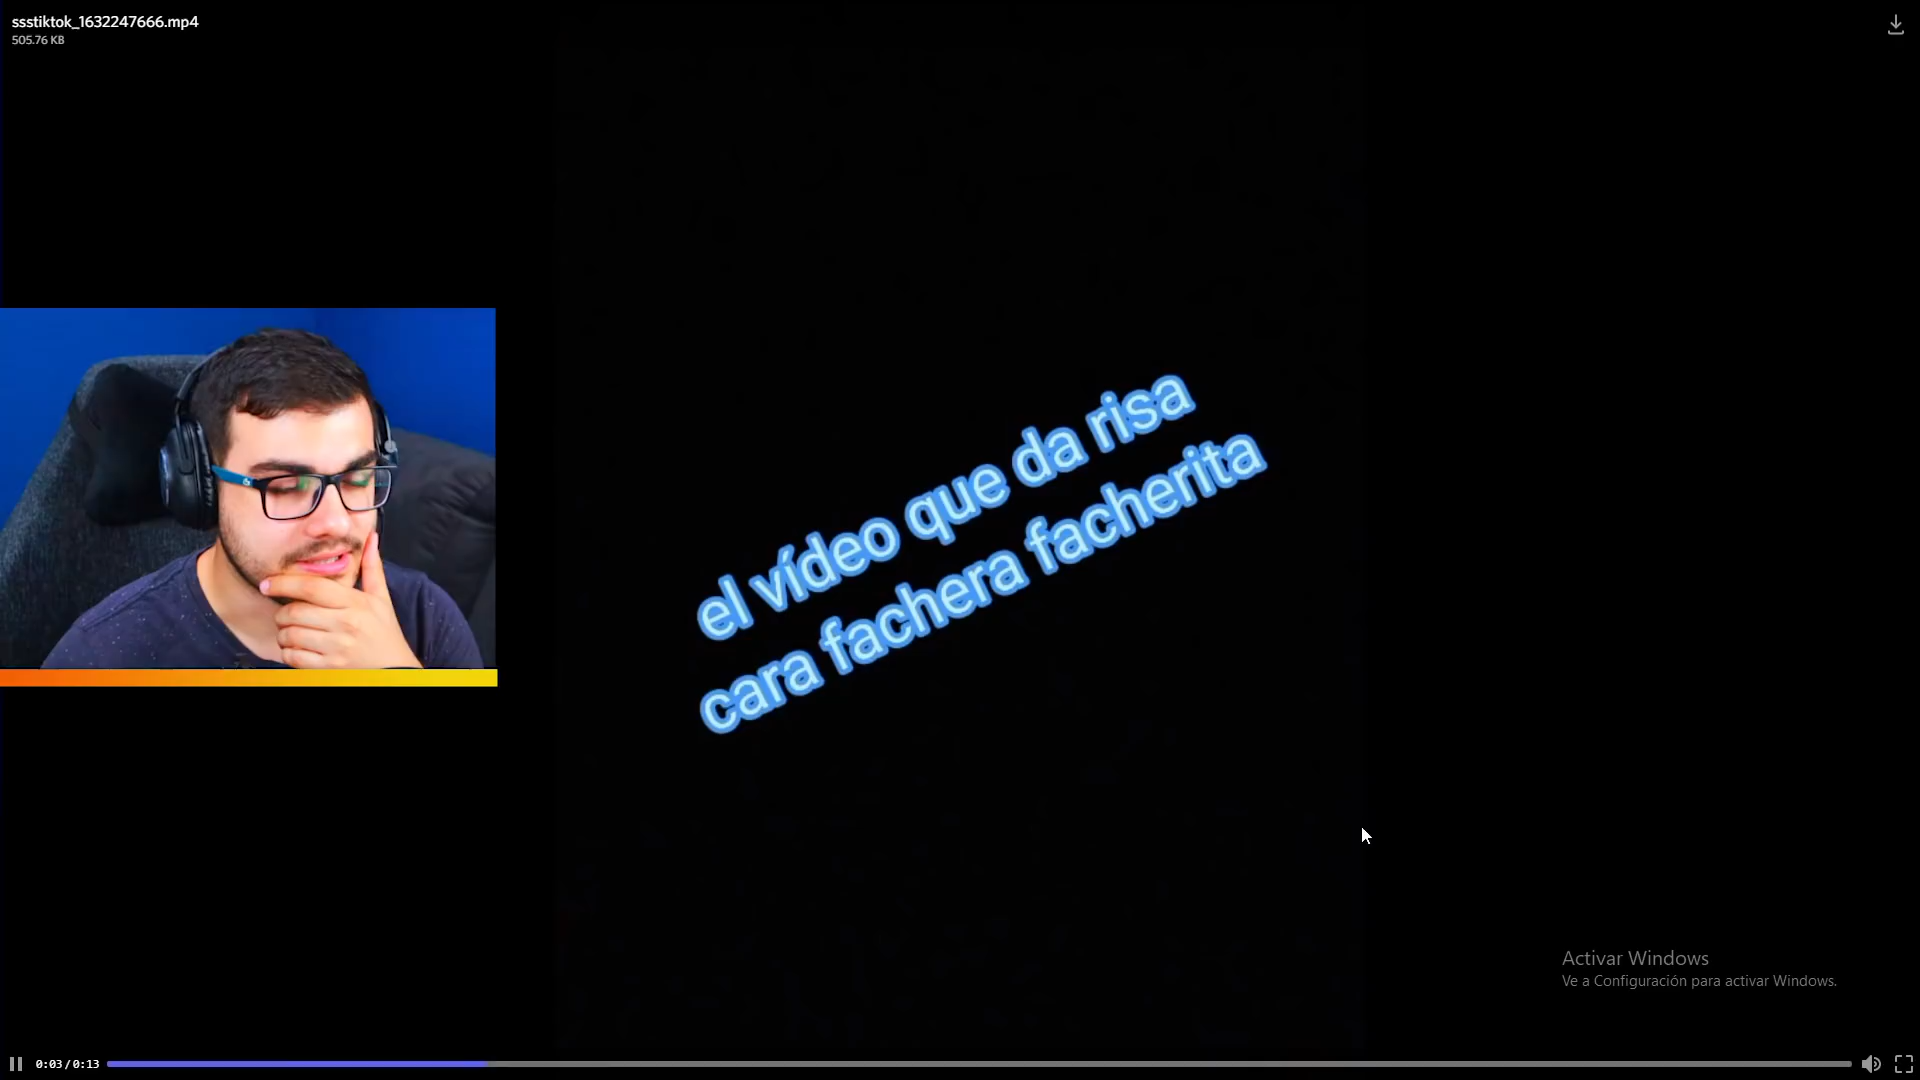 ssstiktok_1632247666.mp4
505.76 KB
el vídeo que da risa
cara fachera facherita
Activar Windows
Ve a Configuración para activar Windows.
0:03/0:13